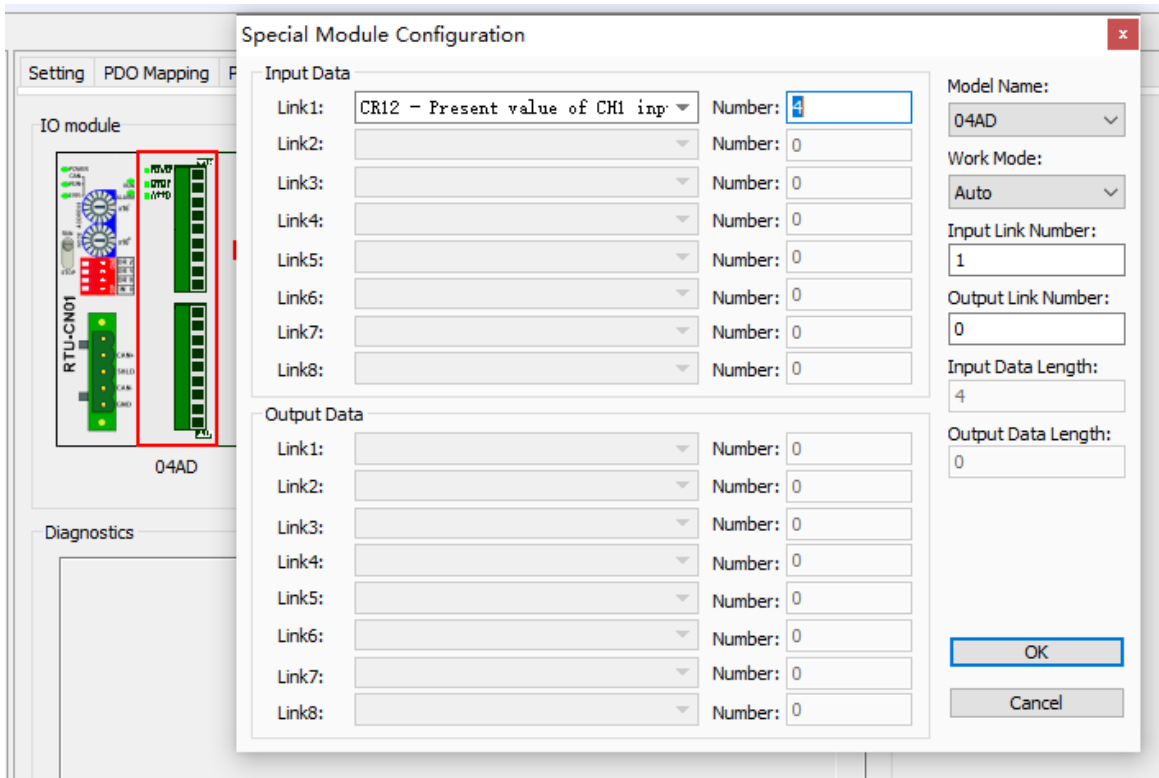 Special Module Configuration
x
Setting
PDO Mapping
P
IO module
RTU-CN01
CAN+
SHLD
CAN-
GND
04AD
Diagnostics
Input Data
Link1:
CR12 - Present value of CH1 inp
Number: 4
Link2:
Number: 0
Link3:
Number: 0
Link4:
Number: 0
Link5:
Number: 0
Link6:
Number: 0
Link7:
Number: 0
Link8:
Number: 0
Output Data
Link1:
Number: 0
Link2:
Number: 0
Link3:
Number: 0
Link4:
Number: 0
Link5:
Number: 0
Link6:
Number: 0
Link7:
Number: 0
Link8:
Number: 0
Model Name:
04AD
Work Mode:
Auto
Input Link Number:
1
Output Link Number:
0
Input Data Length:
4
Output Data Length:
0
OK
Cancel